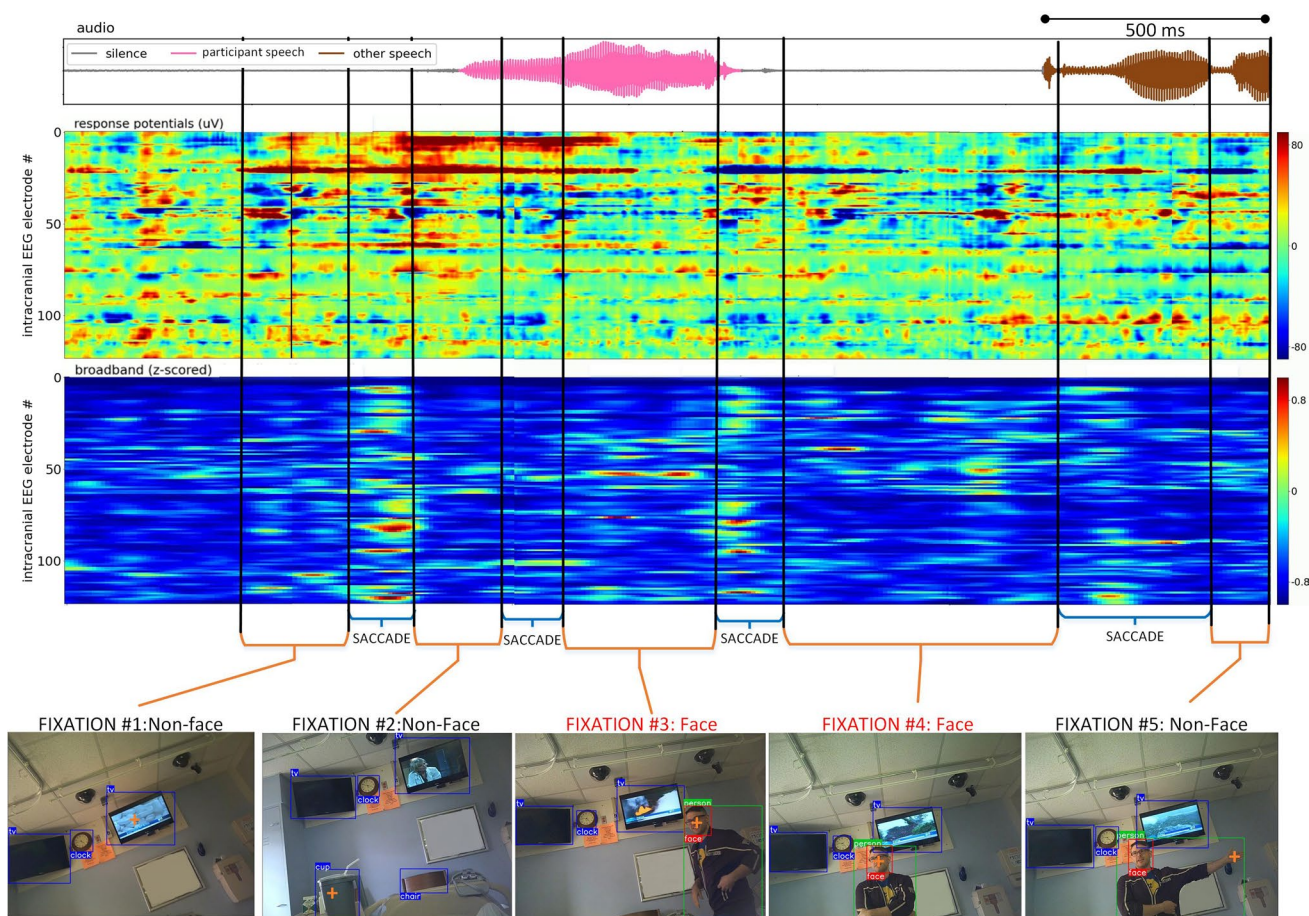 audio
500 ms
silence participant speech other speech
response potentials (uV)
intracranial EEG electrode #
0
50
100
80
0
-80
broadband (z-scored)
intracranial EEG electrode #
0
50
100
0.8
0
-0.8
SACCADE SACCADE SACCADE SACCADE
FIXATION #1:Non-face FIXATION #2:Non-Face FIXATION #3: Face FIXATION #4: Face FIXATION #5: Non-Face
tv
tv
clock
tv
tv
clock
cup
chair
tv
tv
clock
person
face
tv
tv
clock
person
face
tv
tv
clock
person
face